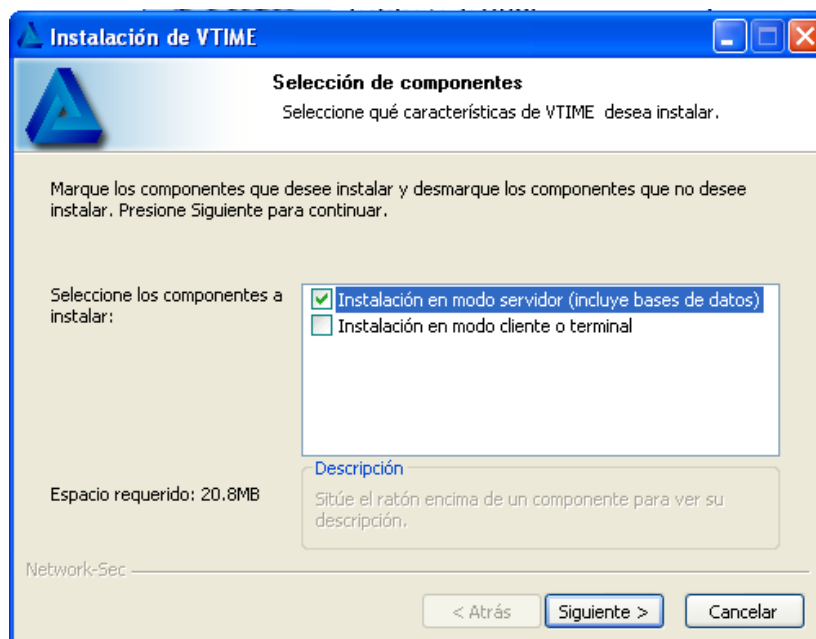 Instalación de VTIME
Selección de componentes
Seleccione qué características de VTIME desea instalar.
Marque los componentes que desee instalar y desmarque los componentes que no desee
instalar. Presione Siguiente para continuar.
Seleccione los componentes a
instalar:
Instalación en modo servidor (incluye bases de datos)
Instalación en modo cliente o terminal
Espacio requerido: 20.8MB
Descripción
Sitúe el ratón encima de un componente para ver su
descripción.
Network-Sec
< Atrás
Siguiente >
Cancelar